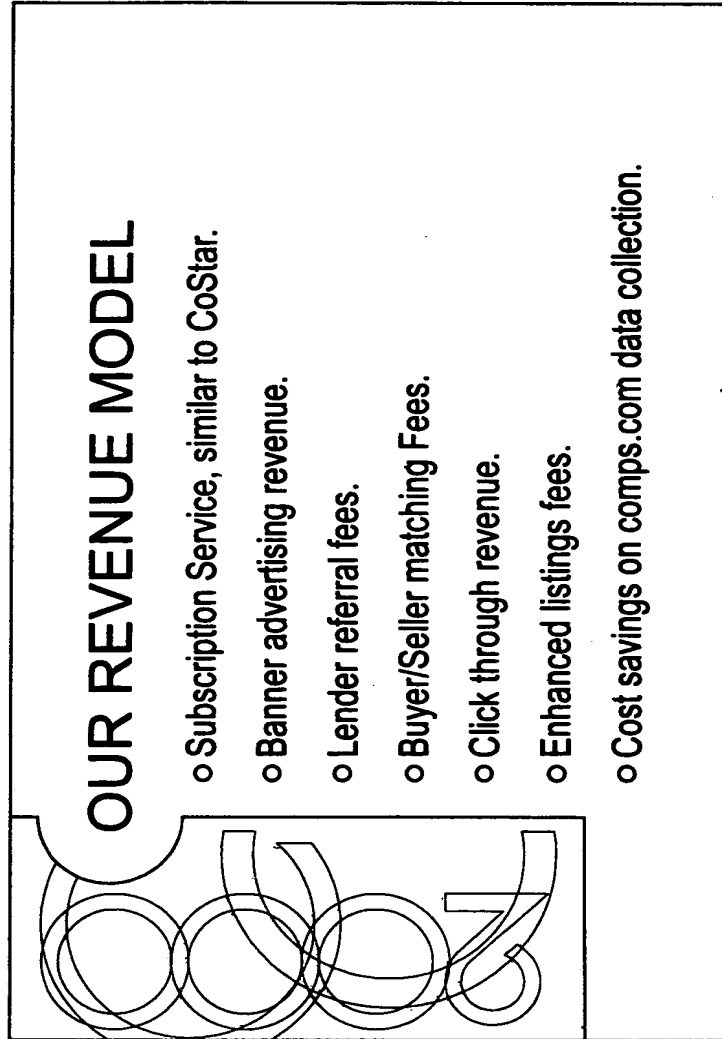 OUR REVENUE MODEL
o Subscription Service, similar to CoStar.
o Banner advertising revenue.
o Lender referral fees.
o Buyer/Seller matching Fees.
o Click through revenue.
o Enhanced listings fees.
o Cost savings on comps.com data collection.